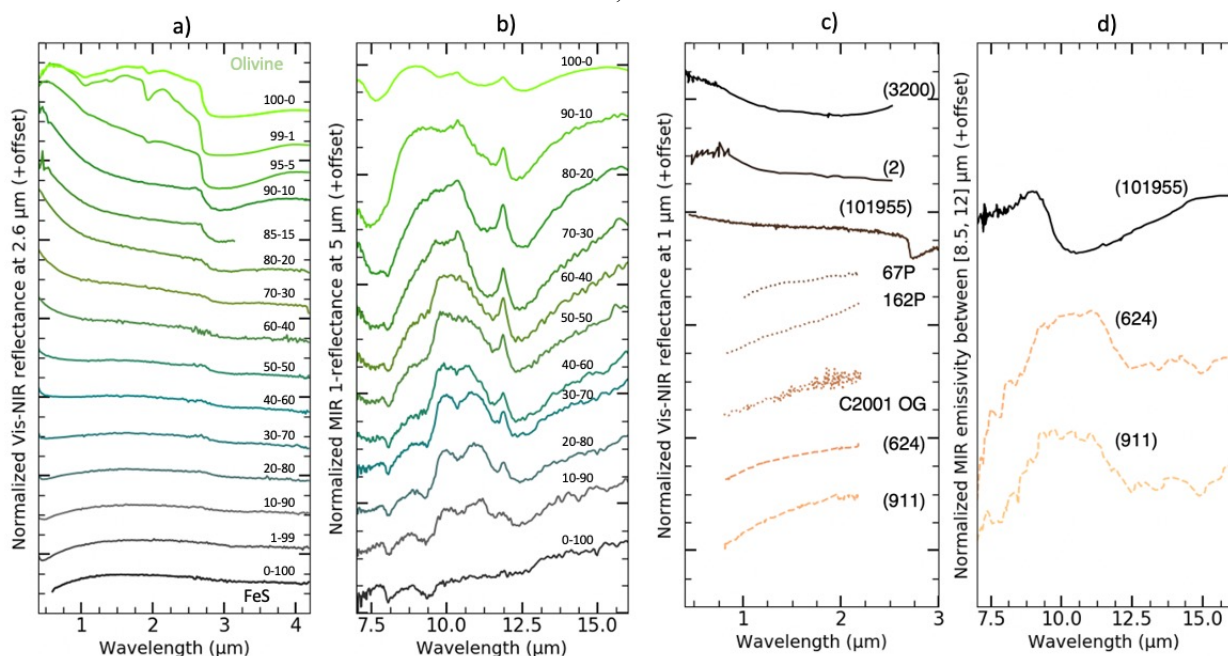 a)
b)
c)
d)
Normalized Vis-NIR reflectance at 2.6 μm (+offset)
Olivine
100-0
99-1
95-5
90-10
85-15
80-20
70-30
60-40
50-50
40-60
30-70
20-80
10-90
1-99
0-100
FeS
1
2
3
4
Wavelength (μm)
Normalized MIR 1-reflectance at 5 μm (+offset)
100-0
90-10
80-20
70-30
60-40
50-50
40-60
30-70
20-80
10-90
0-100
7.5
10.0
12.5
15.0
Wavelength (μm)
Normalized Vis-NIR reflectance at 1 μm (+offset)
(3200)
(2)
(101955)
67P
162P
C2001 OG
(624)
(911)
1
2
3
Wavelength (μm)
Normalized MIR emissivity between [8.5, 12] μm (+offset)
(101955)
(624)
(911)
7.5
10.0
12.5
15.0
Wavelength (μm)